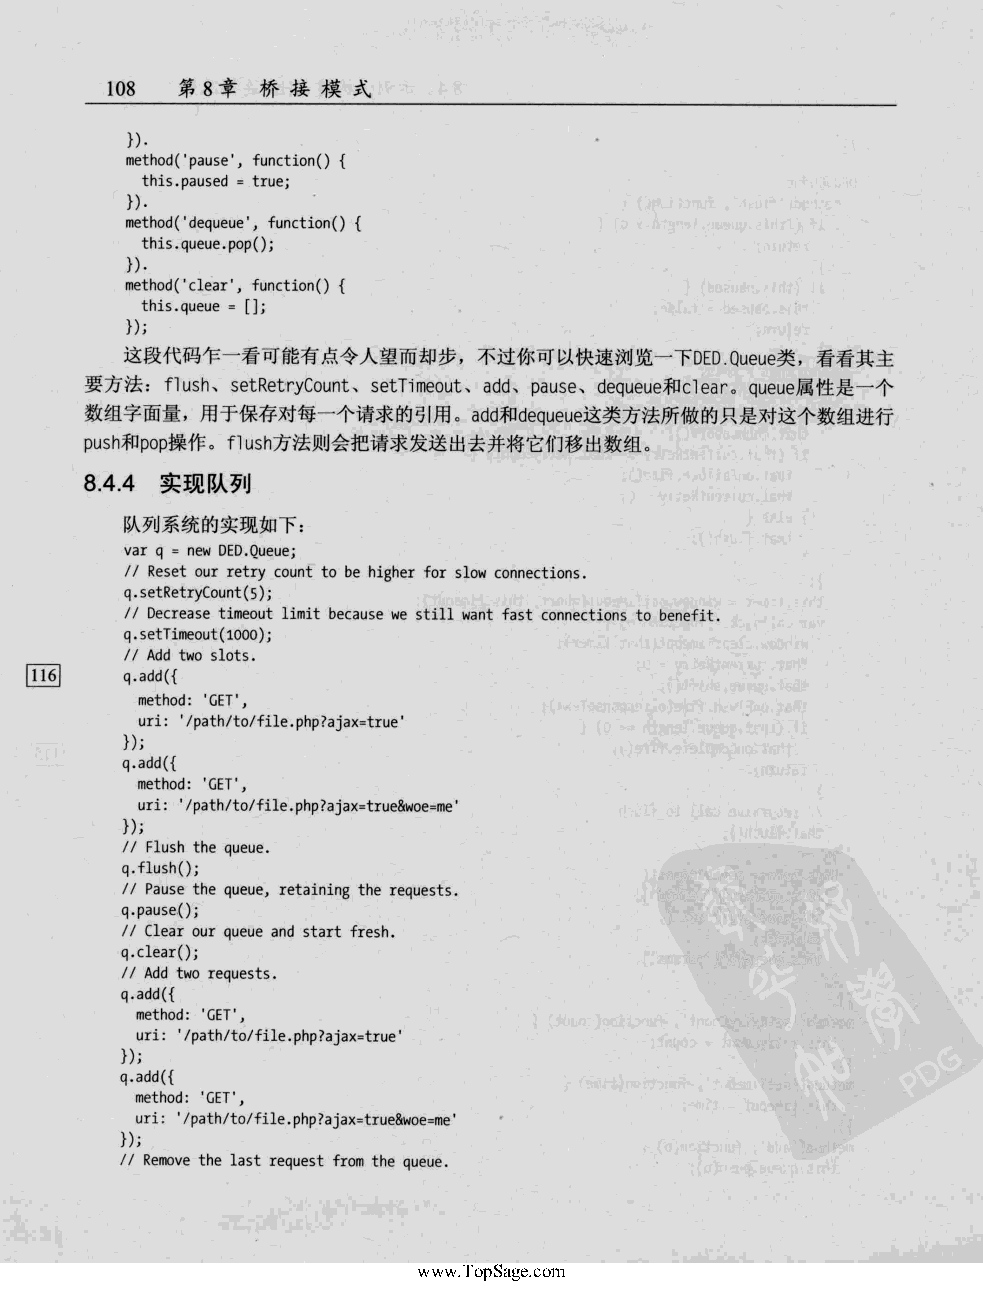 108 第8章 桥接模式
}).
method('pause', function() {
  this.paused = true;
}).
method('dequeue', function() {
  this.queue.pop();
}).
method('clear', function() {
  this.queue = [];
});
这段代码乍一看可能有点令人望而却步，不过你可以快速浏览一下DED.Queue类，看看其主
要方法：flush、setRetryCount、setTimeout、add、pause、dequeue和clear。queue属性是一个
数组字面量，用于保存对每一个请求的引用。add和dequeue这类方法所做的只是对这个数组进行
push和pop操作。flush方法则会把请求发送出去并将它们移出数组。
8.4.4 实现队列
队列系统的实现如下：
var q = new DED.Queue;
// Reset our retry count to be higher for slow connections.
q.setRetryCount(5);
// Decrease timeout limit because we still want fast connections to benefit.
q.setTimeout(1000);
// Add two slots.
116
q.add({
  method: 'GET',
  uri: '/path/to/file.php?ajax=true'
});
q.add({
  method: 'GET',
  uri: '/path/to/file.php?ajax=true&woe=me'
});
// Flush the queue.
q.flush();
// Pause the queue, retaining the requests.
q.pause();
// Clear our queue and start fresh.
q.clear();
// Add two requests.
q.add({
  method: 'GET',
  uri: '/path/to/file.php?ajax=true'
});
q.add({
  method: 'GET',
  uri: '/path/to/file.php?ajax=true&woe=me'
});
// Remove the last request from the queue.
PDG
www.TopSage.com